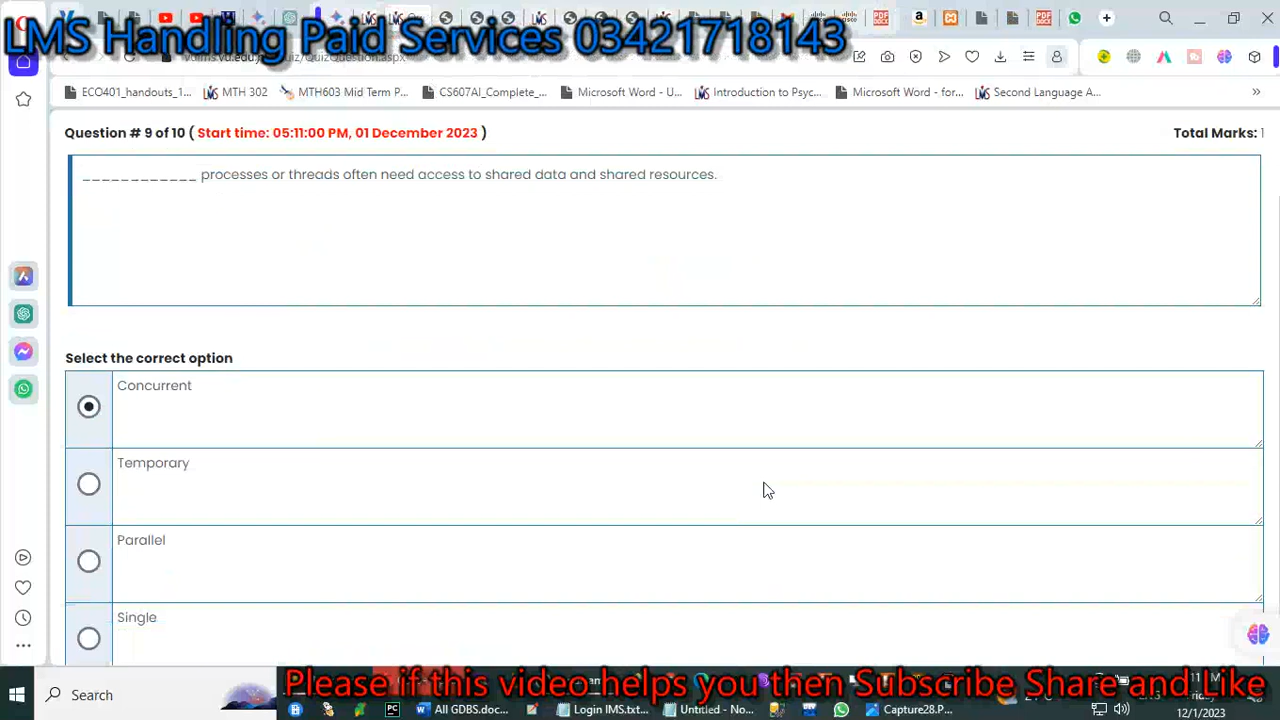 LMS Handling Paid Services 03421718143
ECO401_handouts_1...
MTH 302
MTH603 Mid Term P...
CS607AI_Complete_...
Microsoft Word - U...
Introduction to Psyc...
Microsoft Word - for...
Second Language A...
Question # 9 of 10 ( Start time: 05:11:00 PM, 01 December 2023 )
Total Marks: 1
____________ processes or threads often need access to shared data and shared resources.
Select the correct option
Concurrent
Temporary
Parallel
Single
Please if this video helps you then Subscribe Share and Like
Search
All GDBS.doc...
Login IMS.txt...
Untitled - No...
Capture28.P...
12/1/2023